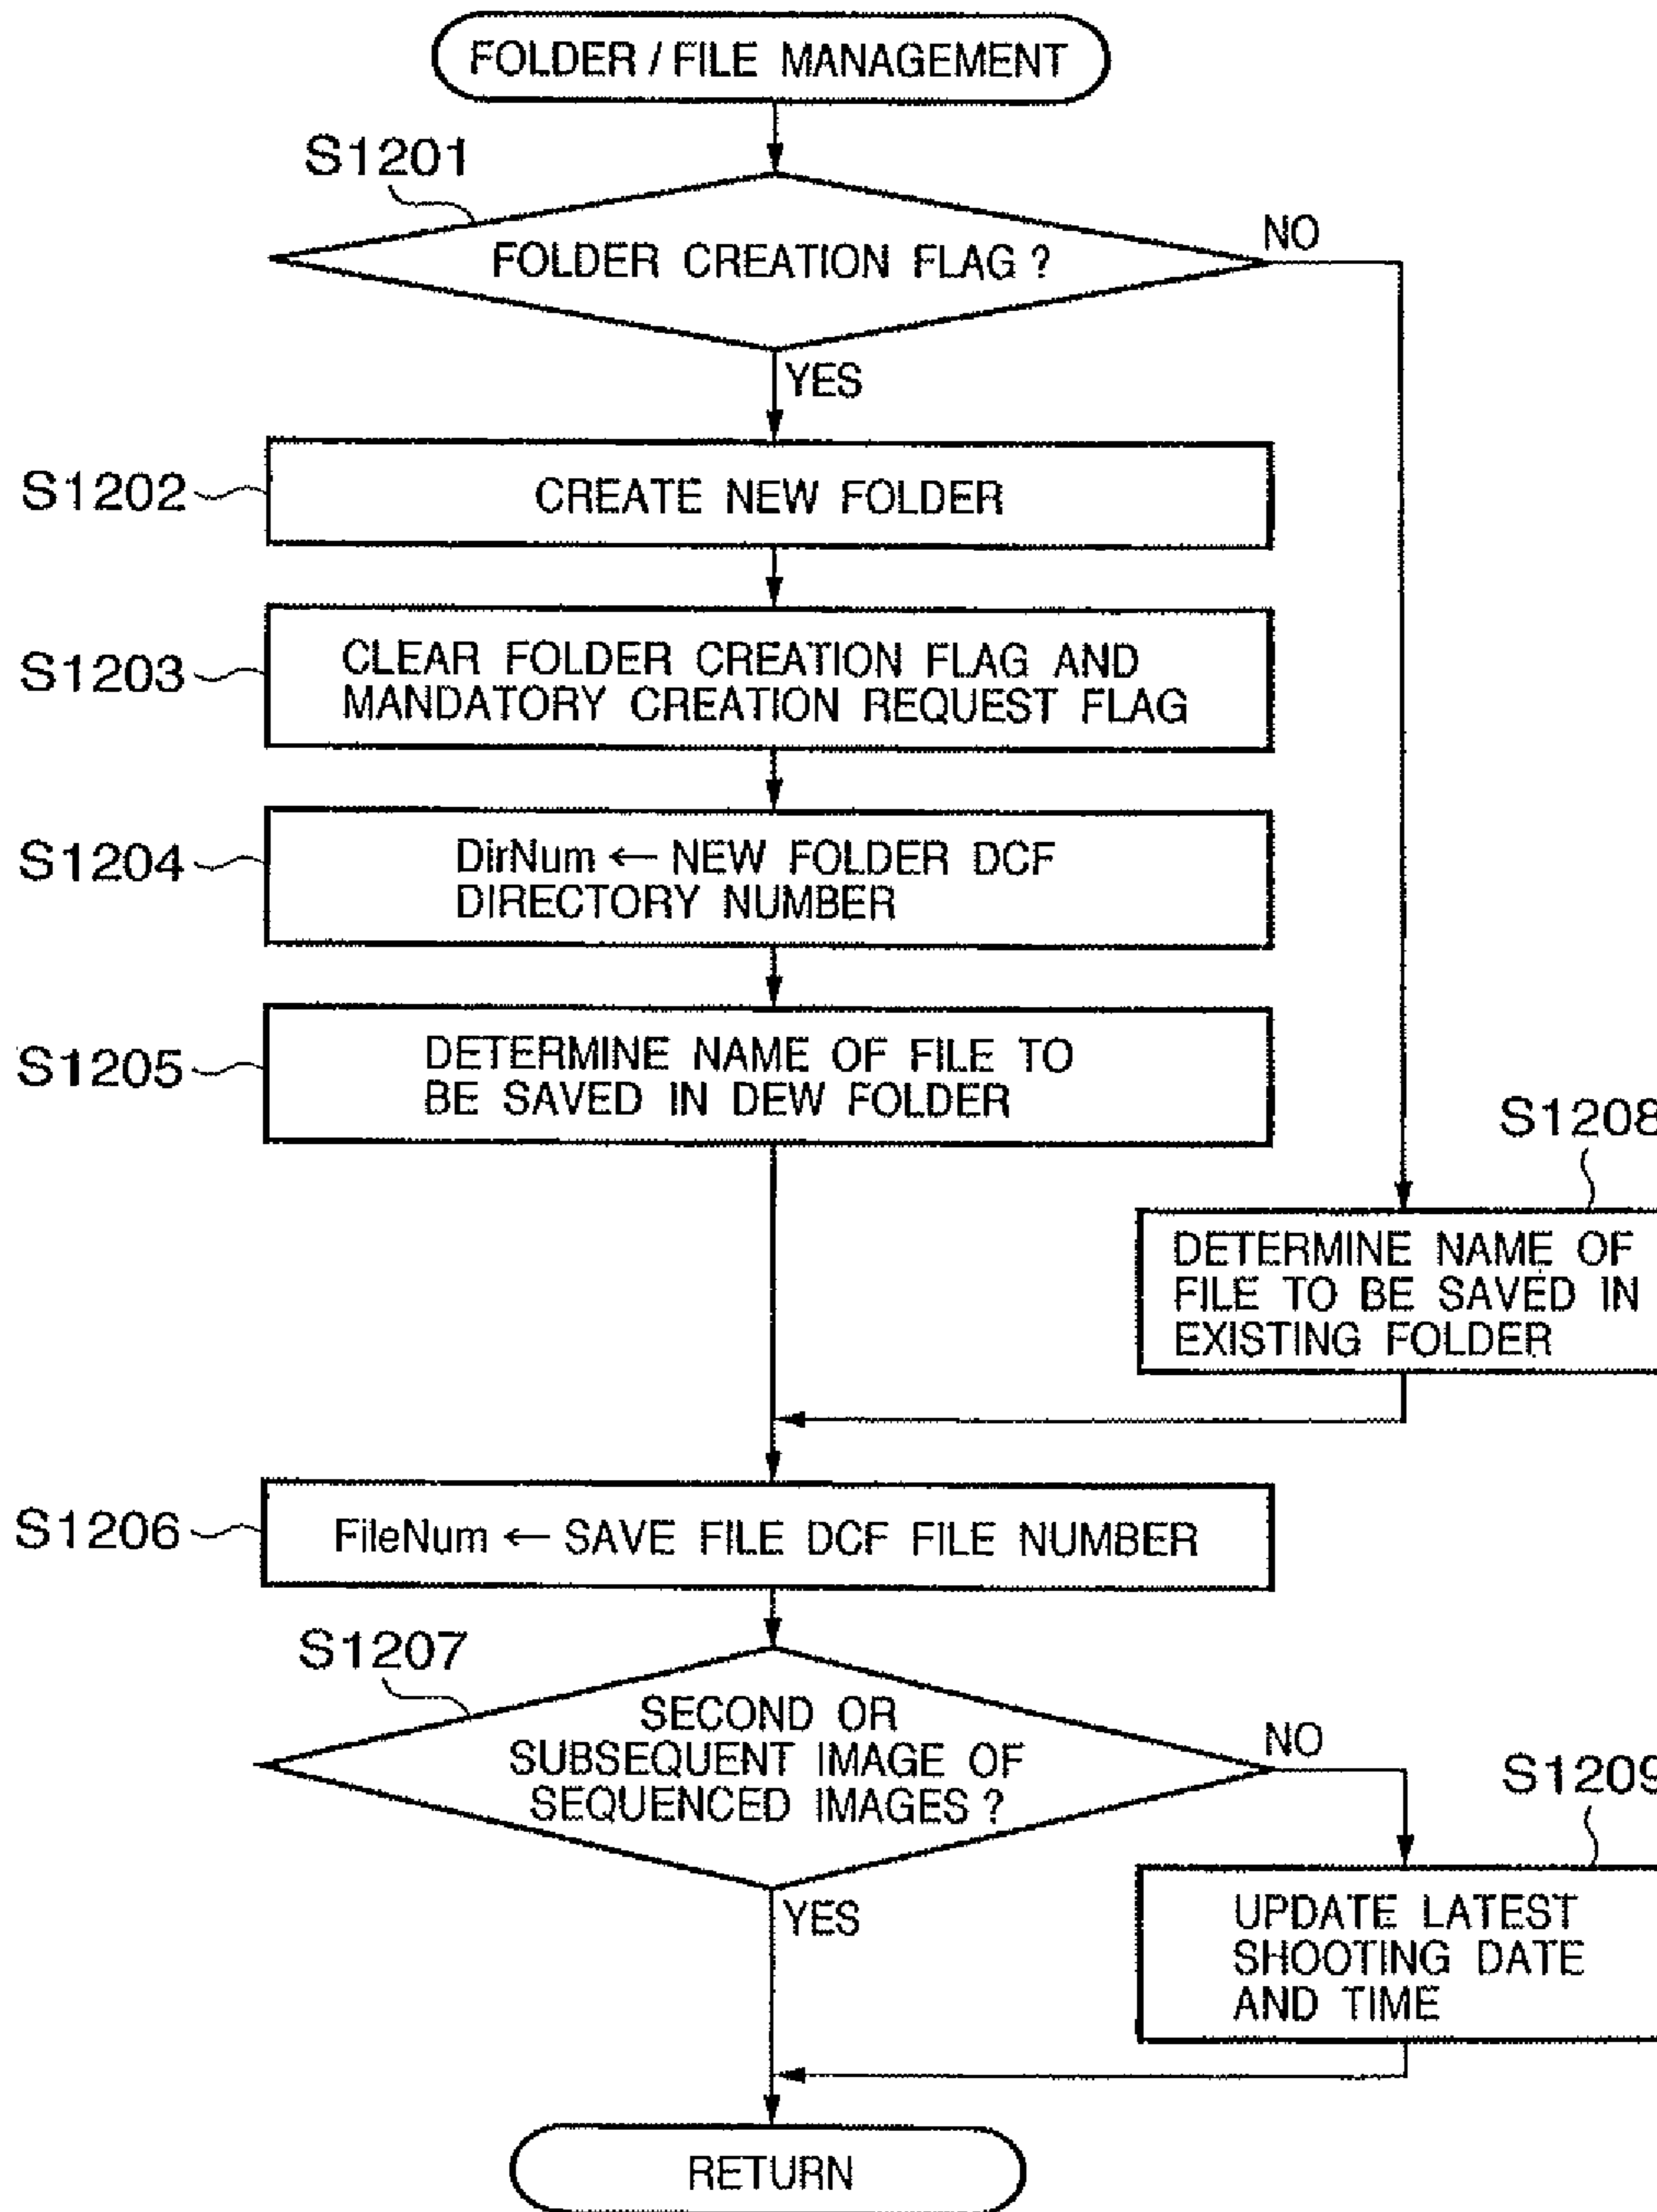 FOLDER / FILE MANAGEMENT
S1201
FOLDER CREATION FLAG ?
NO
YES
S1202
CREATE NEW FOLDER
S1203
CLEAR FOLDER CREATION FLAG AND
MANDATORY CREATION REQUEST FLAG
S1204
DirNum ← NEW FOLDER DCF
DIRECTORY NUMBER
S1205
DETERMINE NAME OF FILE TO
BE SAVED IN DEW FOLDER
S1208
DETERMINE NAME OF
FILE TO BE SAVED IN
EXISTING FOLDER
S1206
FileNum ← SAVE FILE DCF FILE NUMBER
S1207
SECOND OR
SUBSEQUENT IMAGE OF
SEQUENCED IMAGES ?
NO
YES
S1209
UPDATE LATEST
SHOOTING DATE
AND TIME
RETURN